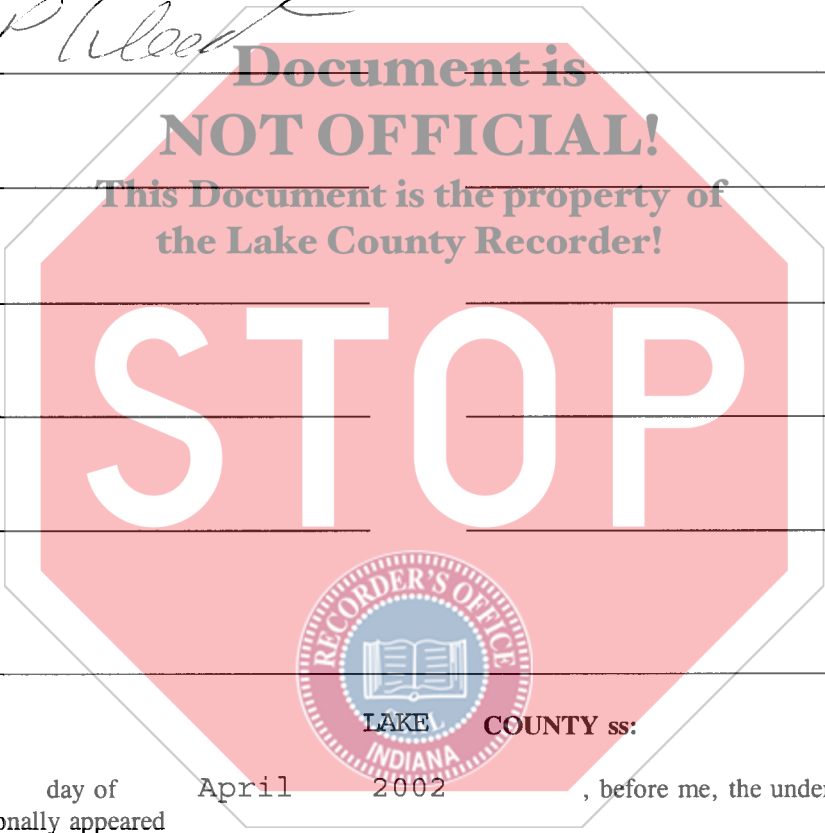 Document is
NOT OFFICIAL!
This Document is the property of
the Lake County Recorder!
STOP
RECORDER'S OFFICE
LAKE COUNTY ss:
INDIANA
day of April 2002 , before me, the under
onally appeared